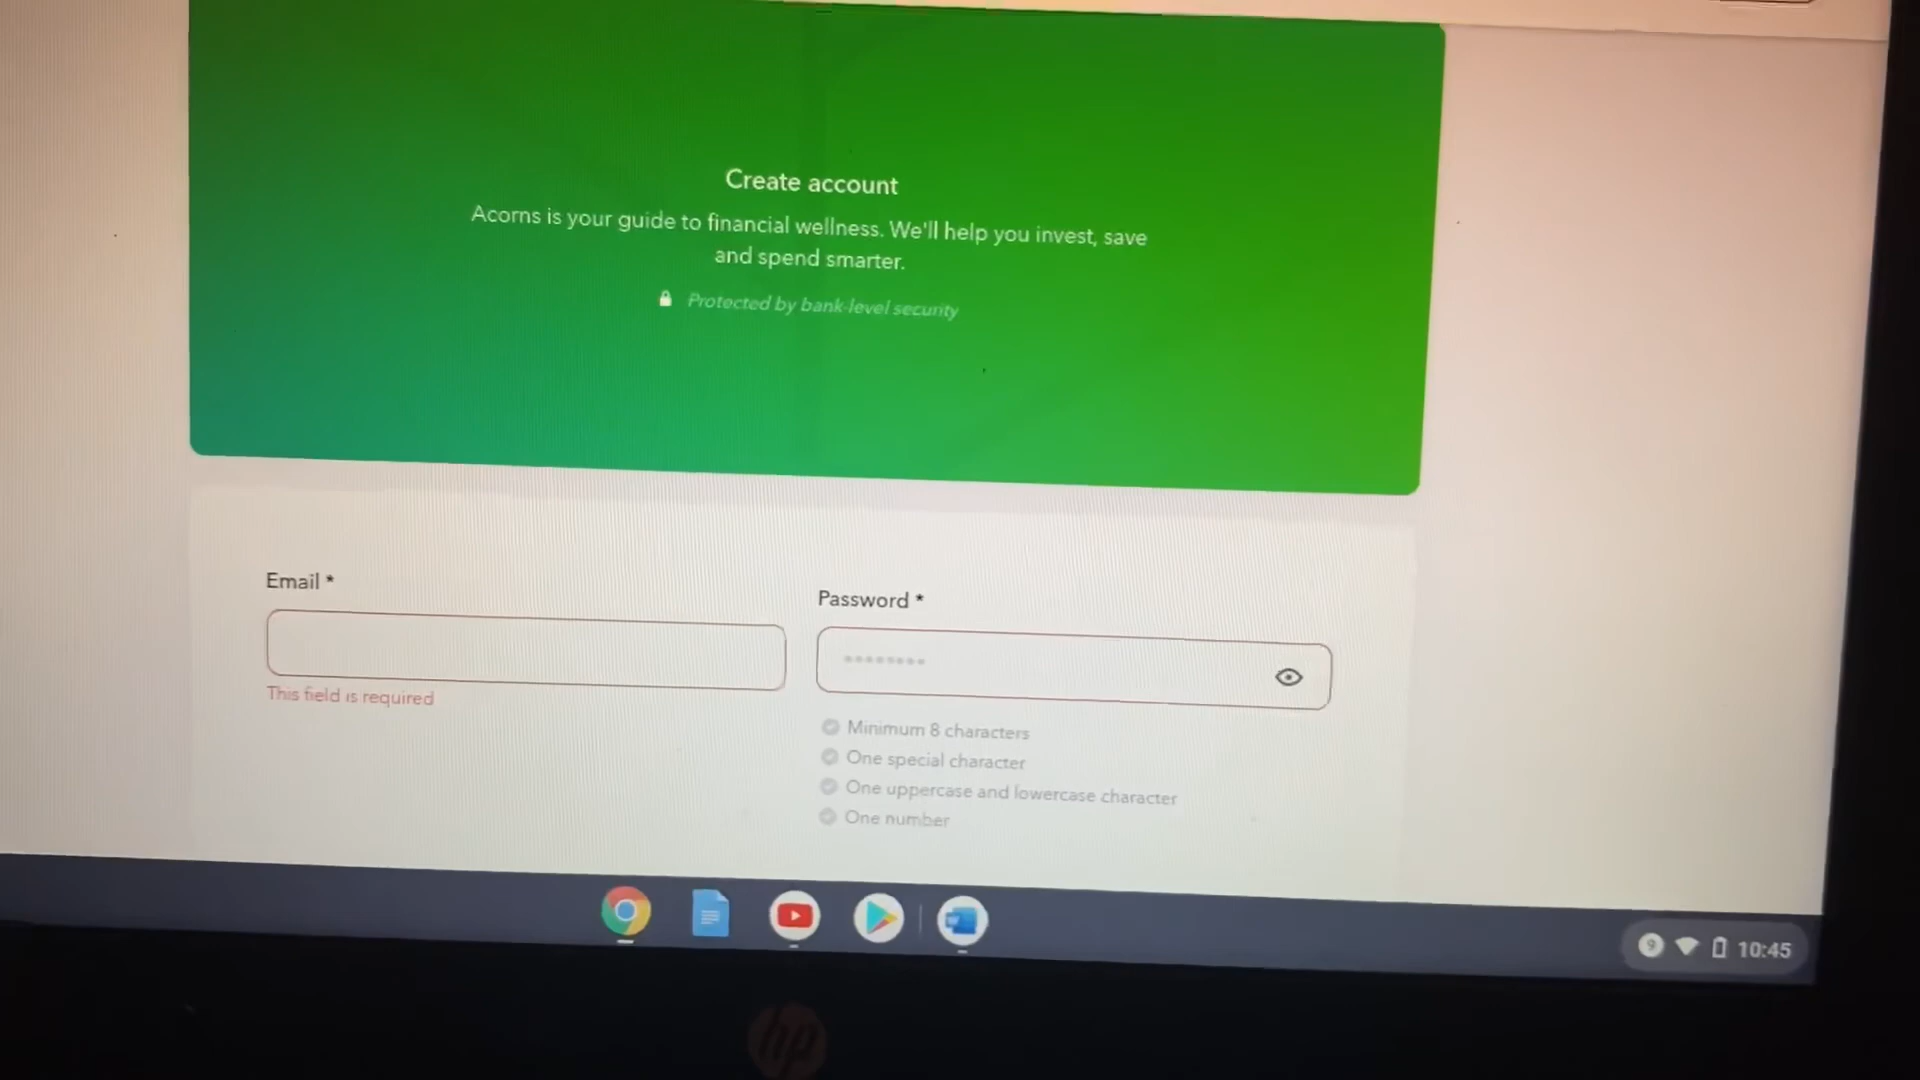 Create account
Acorns is your guide to financial wellness. We'll help you invest, save
and spend smarter.
Protected by bank-level security
Email *
Password *
This field is required
Minimum 8 characters
One special character
One uppercase and lowercase character
One number
9 10:45
hp